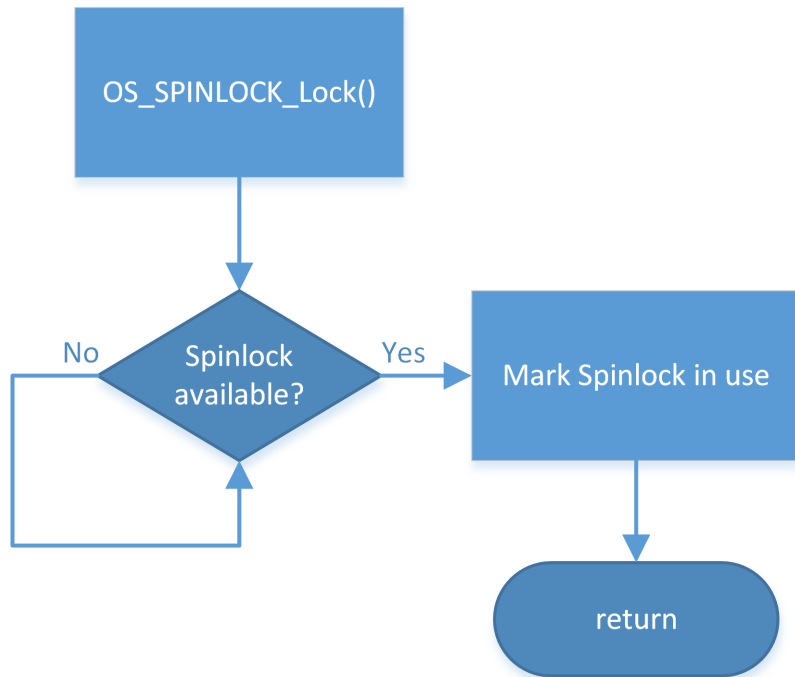 OS_SPINLOCK_Lock()
No
Spinlock
available?
Yes
Mark Spinlock in use
return